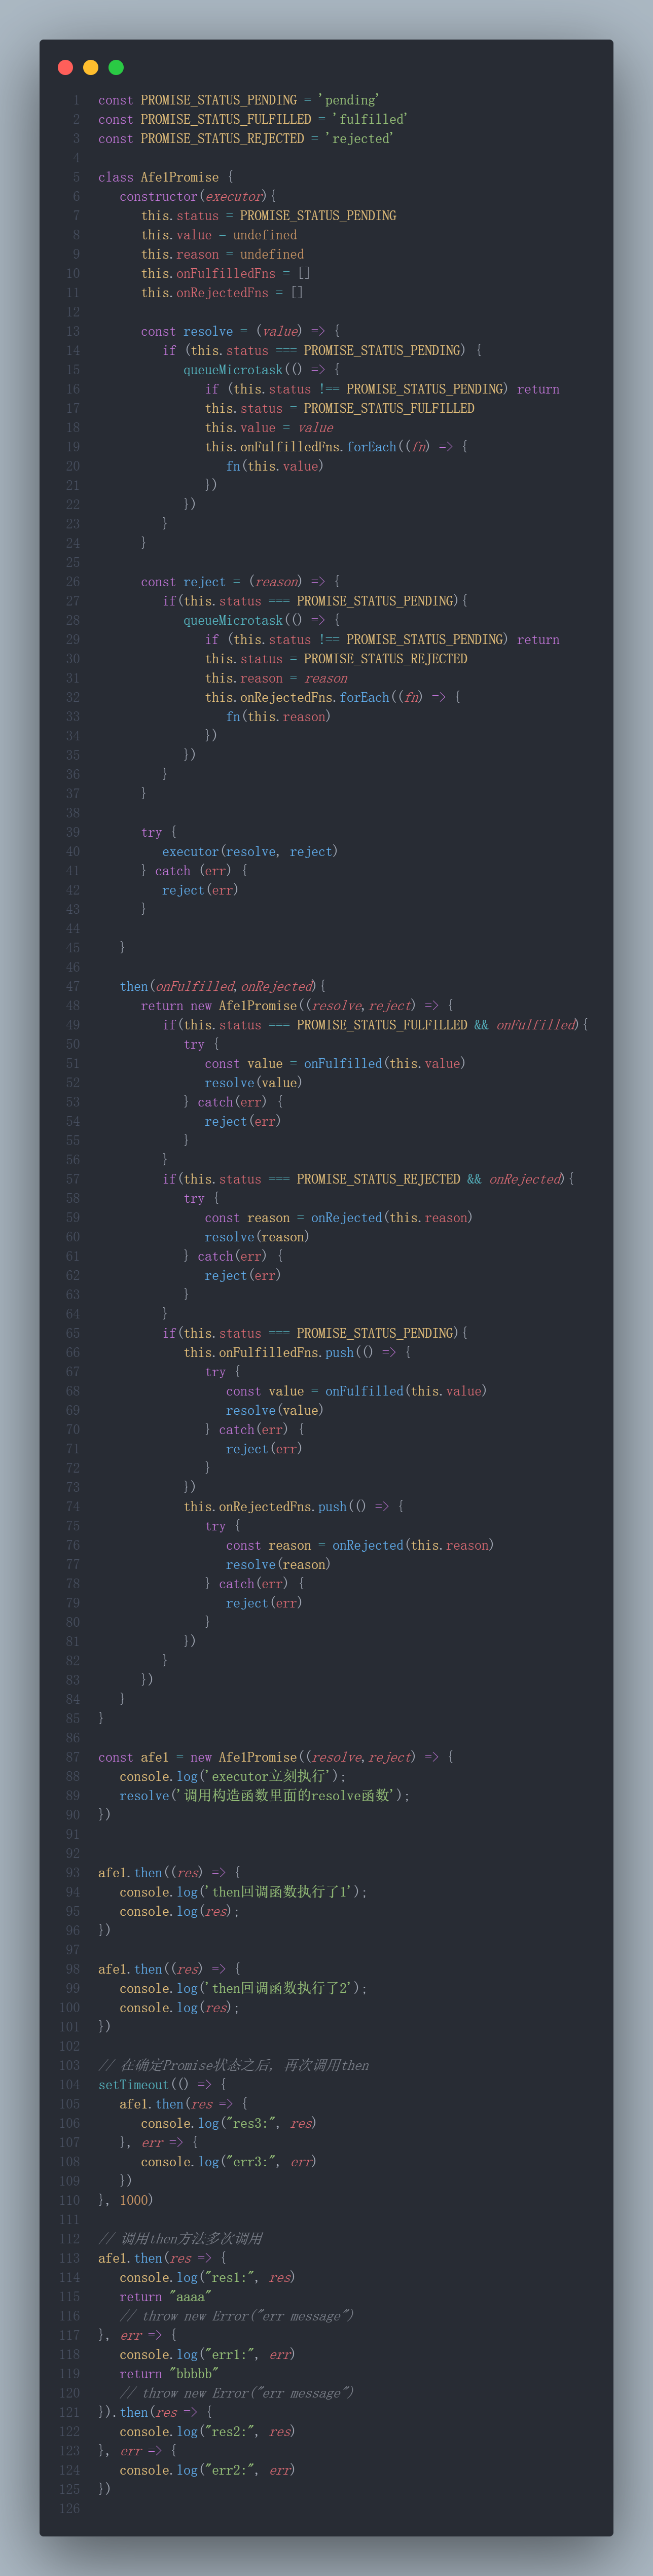 1 const PROMISE_STATUS_PENDING = 'pending'
2 const PROMISE_STATUS_FULFILLED = 'fulfilled'
3 const PROMISE_STATUS_REJECTED = 'rejected'
4
5 class Afe1Promise {
6 constructor(executor){
7 this.status = PROMISE_STATUS_PENDING
8 this.value = undefined
9 this.reason = undefined
10 this.onFulfilledFns = []
11 this.onRejectedFns = []
12
13 const resolve = (value) => {
14 if (this.status === PROMISE_STATUS_PENDING) {
15 queueMicrotask(() => {
16 if (this.status !== PROMISE_STATUS_PENDING) return
17 this.status = PROMISE_STATUS_FULFILLED
18 this.value = value
19 this.onFulfilledFns.forEach((fn) => {
20 fn(this.value)
21 })
22 })
23 }
24 }
25
26 const reject = (reason) => {
27 if(this.status === PROMISE_STATUS_PENDING){
28 queueMicrotask(() => {
29 if (this.status !== PROMISE_STATUS_PENDING) return
30 this.status = PROMISE_STATUS_REJECTED
31 this.reason = reason
32 this.onRejectedFns.forEach((fn) => {
33 fn(this.reason)
34 })
35 })
36 }
37 }
38
39 try {
40 executor(resolve, reject)
41 } catch (err) {
42 reject(err)
43 }
44
45 }
46
47 then(onFulfilled,onRejected){
48 return new Afe1Promise((resolve,reject) => {
49 if(this.status === PROMISE_STATUS_FULFILLED && onFulfilled){
50 try {
51 const value = onFulfilled(this.value)
52 resolve(value)
53 } catch(err) {
54 reject(err)
55 }
56 }
57 if(this.status === PROMISE_STATUS_REJECTED && onRejected){
58 try {
59 const reason = onRejected(this.reason)
60 resolve(reason)
61 } catch(err) {
62 reject(err)
63 }
64 }
65 if(this.status === PROMISE_STATUS_PENDING){
66 this.onFulfilledFns.push(() => {
67 try {
68 const value = onFulfilled(this.value)
69 resolve(value)
70 } catch(err) {
71 reject(err)
72 }
73 })
74 this.onRejectedFns.push(() => {
75 try {
76 const reason = onRejected(this.reason)
77 resolve(reason)
78 } catch(err) {
79 reject(err)
80 }
81 })
82 }
83 })
84 }
85 }
86
87 const afe1 = new Afe1Promise((resolve,reject) => {
88 console.log('executor立刻执行');
89 resolve('调用构造函数里面的resolve函数');
90 })
91
92
93 afe1.then((res) => {
94 console.log('then回调函数执行了1');
95 console.log(res);
96 })
97
98 afe1.then((res) => {
99 console.log('then回调函数执行了2');
100 console.log(res);
101 })
102
103 // 在确定Promise状态之后, 再次调用then
104 setTimeout(() => {
105 afe1.then(res => {
106 console.log("res3:", res)
107 }, err => {
108 console.log("err3:", err)
109 })
110 }, 1000)
111
112 // 调用then方法多次调用
113 afe1.then(res => {
114 console.log("res1:", res)
115 return "aaaa"
116 // throw new Error("err message")
117 }, err => {
118 console.log("err1:", err)
119 return "bbbbb"
120 // throw new Error("err message")
121 }).then(res => {
122 console.log("res2:", res)
123 }, err => {
124 console.log("err2:", err)
125 })
126